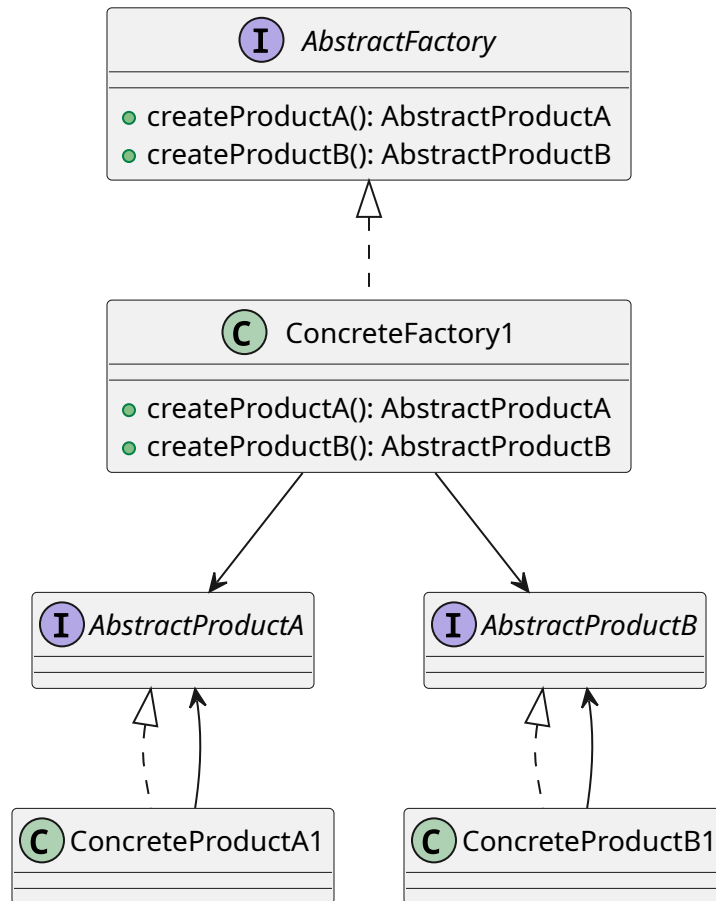 I AbstractFactory
createProductA(): AbstractProductA
createProductB(): AbstractProductB
C ConcreteFactory1
createProductA(): AbstractProductA
createProductB(): AbstractProductB
I AbstractProductA
I AbstractProductB
C ConcreteProductA1
C ConcreteProductB1